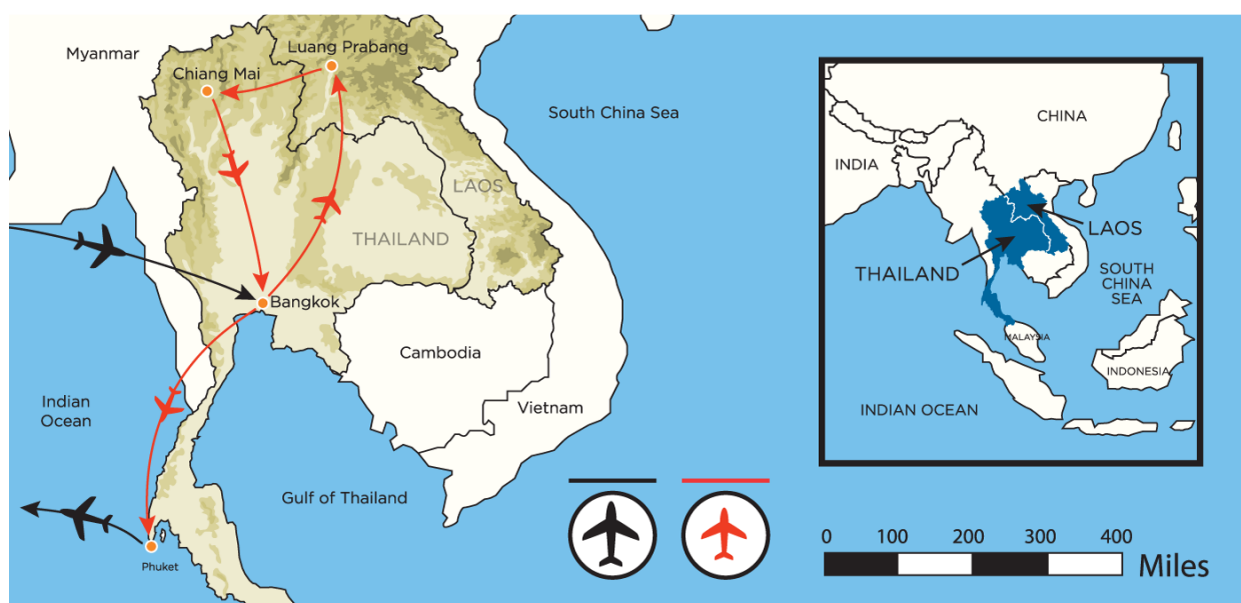 Myanmar
Luang Prabang
Chiang Mai
South China Sea
LAOS
THAILAND
Bangkok
Cambodia
Indian
Ocean
Vietnam
Gulf of Thailand
Phuket
CHINA
INDIA
LAOS
THAILAND
SOUTH
CHINA
SEA
MALAYSIA
INDONESIA
INDIAN OCEAN
0 100 200 300 400
Miles